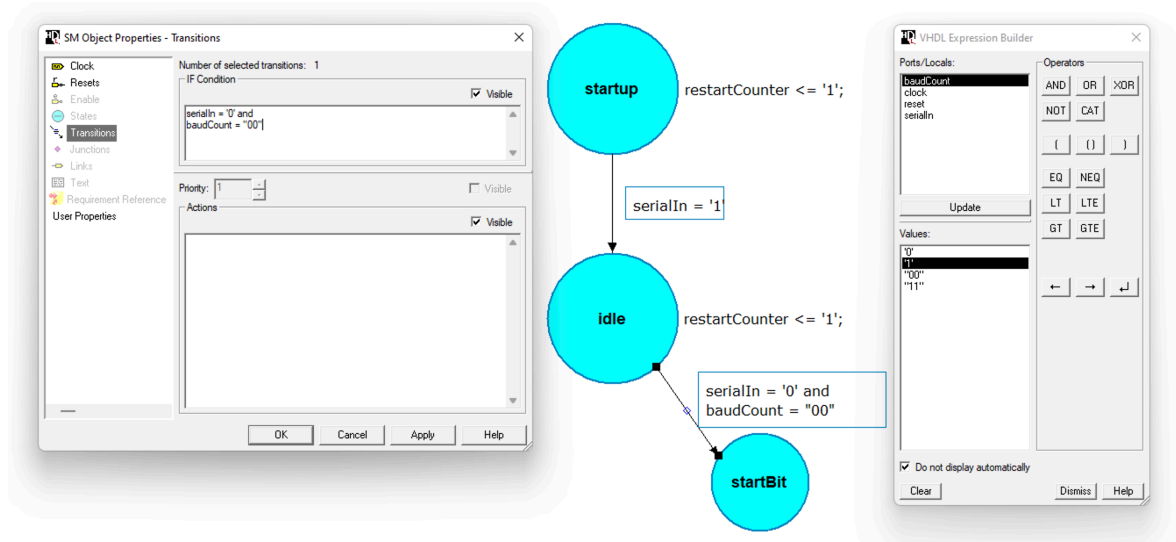 SM Object Properties - Transitions
Clock
Resets
Enable
States
Transitions
Junctions
Links
Text
Requirement Reference
User Properties
Number of selected transitions: 1
IF Condition
Visible
serialIn = '0' and
baudCount = "00"
Priority: 1
Visible
Actions
Visible
OK Cancel Apply Help
startup
restartCounter <= '1';
serialIn = '1'
idle
restartCounter <= '1';
serialIn = '0' and
baudCount = "00"
startBit
VHDL Expression Builder
Ports/Locals:
baudCount
clock
reset
serialIn
Update
Values:
'0'
'1'
"00"
"11"
Operators
AND OR XOR
NOT CAT
( () )
EQ NEQ
LT LTE
GT GTE
← → ↵
Do not display automatically
Clear Dismiss Help